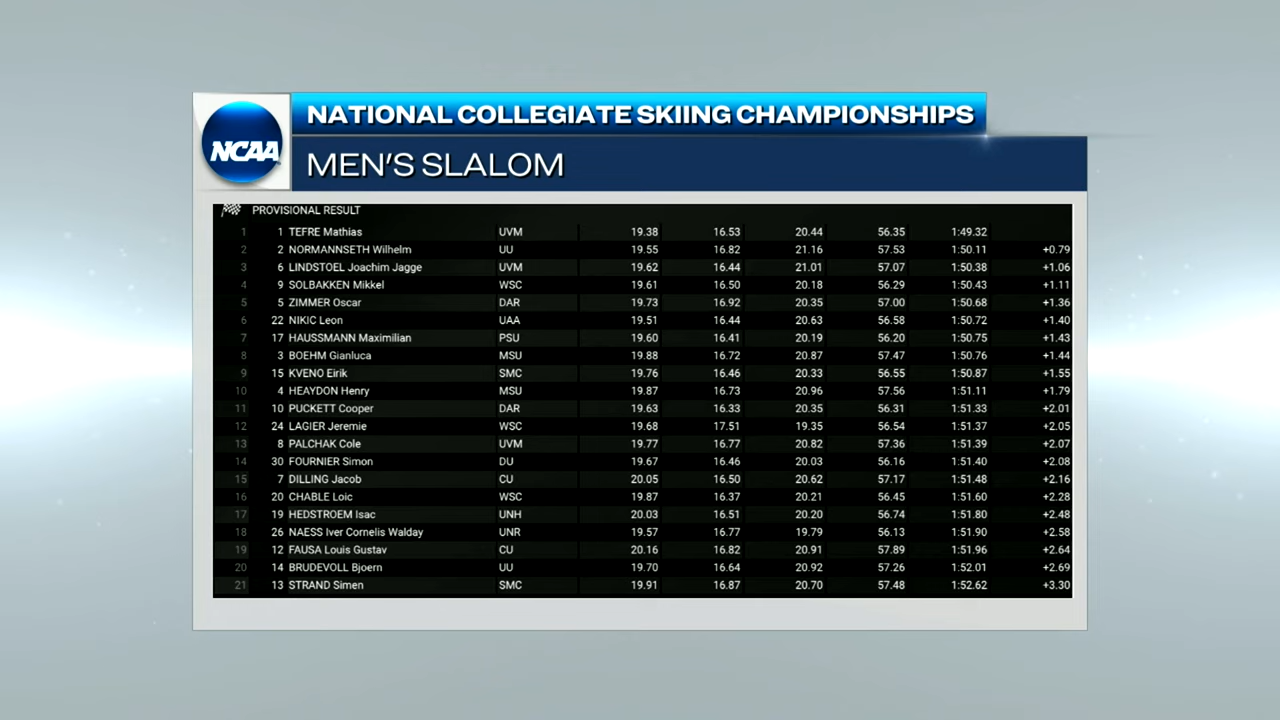 NCAA
NATIONAL COLLEGIATE SKIING CHAMPIONSHIPS
MEN'S SLALOM
PROVISIONAL RESULT
1 1 TEFRE Mathias UVM 19.38 16.53 20.44 56.35 1:49.32
2 2 NORMANNSETH Wilhelm UU 19.55 16.82 21.16 57.53 1:50.11 +0.79
3 6 LINDSTOEL Joachim Jagge UVM 19.62 16.44 21.01 57.07 1:50.38 +1.06
4 9 SOLBAKKEN Mikkel WSC 19.61 16.50 20.18 56.29 1:50.43 +1.11
5 5 ZIMMER Oscar DAR 19.73 16.92 20.35 57.00 1:50.68 +1.36
6 22 NIKIC Leon UAA 19.51 16.44 20.63 56.58 1:50.72 +1.40
7 17 HAUSSMANN Maximilian PSU 19.60 16.41 20.19 56.20 1:50.75 +1.43
8 3 BOEHM Gianluca MSU 19.88 16.72 20.87 57.47 1:50.76 +1.44
9 15 KVENO Eirik SMC 19.76 16.46 20.33 56.55 1:50.87 +1.55
10 4 HEAYDON Henry MSU 19.87 16.73 20.96 57.56 1:51.11 +1.79
11 10 PUCKETT Cooper DAR 19.63 16.33 20.35 56.31 1:51.33 +2.01
12 24 LAGIER Jeremie WSC 19.68 17.51 19.35 56.54 1:51.37 +2.05
13 8 PALCHAK Cole UVM 19.77 16.77 20.82 57.36 1:51.39 +2.07
14 30 FOURNIER Simon DU 19.67 16.46 20.03 56.16 1:51.40 +2.08
15 7 DILLING Jacob CU 20.05 16.50 20.62 57.17 1:51.48 +2.16
16 20 CHABLE Loic WSC 19.87 16.37 20.21 56.45 1:51.60 +2.28
17 19 HEDSTROEM Isac UNH 20.03 16.51 20.20 56.74 1:51.80 +2.48
18 26 NAESS Iver Cornelis Walday UNR 19.57 16.77 19.79 56.13 1:51.90 +2.58
19 12 FAUSA Louis Gustav CU 20.16 16.82 20.91 57.89 1:51.96 +2.64
20 14 BRUDEVOLL Bjoern UU 19.70 16.64 20.92 57.26 1:52.01 +2.69
21 13 STRAND Simen SMC 19.91 16.87 20.70 57.48 1:52.62 +3.30